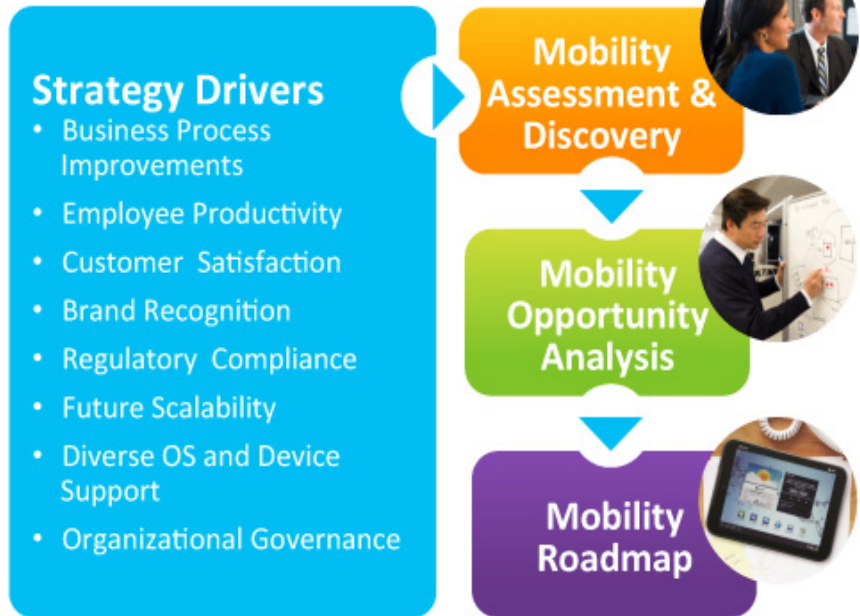 Strategy Drivers
• Business Process
Improvements
• Employee Productivity
• Customer Satisfaction
• Brand Recognition
• Regulatory Compliance
• Future Scalability
• Diverse OS and Device
Support
• Organizational Governance
Mobility
Assessment &
Discovery
Mobility
Opportunity
Analysis
Mobility
Roadmap